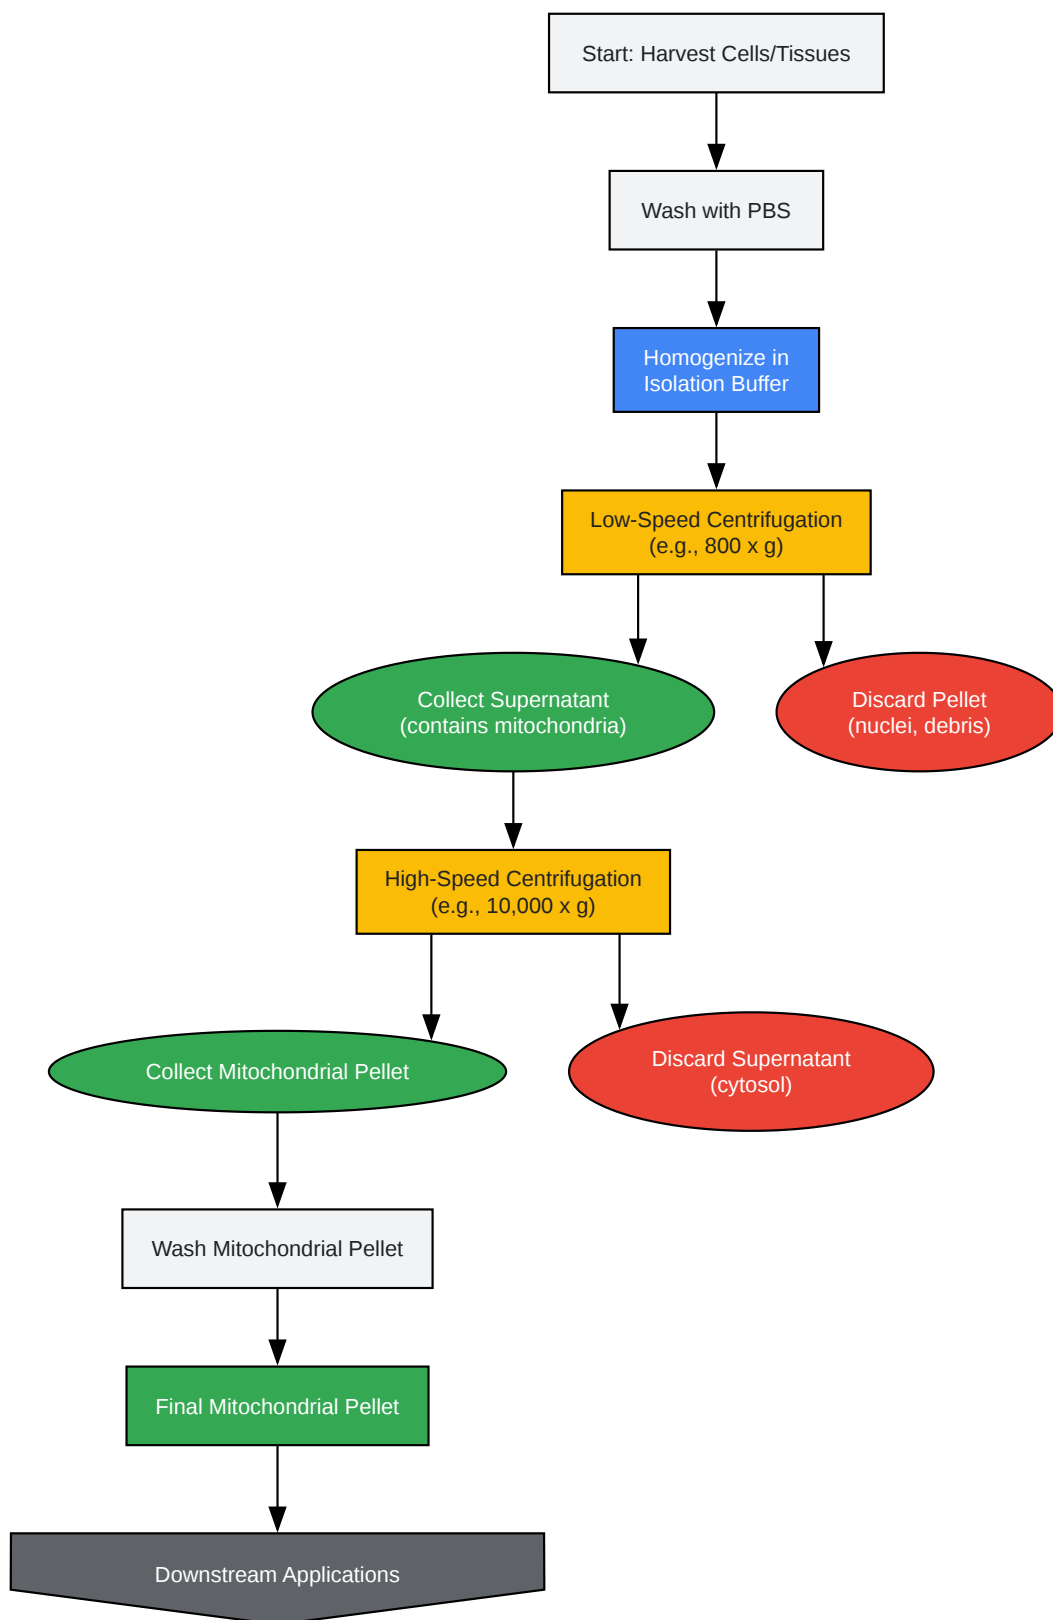 Start: Harvest Cells/Tissues
Wash with PBS
Homogenize in
Isolation Buffer
Low-Speed Centrifugation
(e.g., 800 x g)
Collect Supernatant
(contains mitochondria)
Discard Pellet
(nuclei, debris)
High-Speed Centrifugation
(e.g., 10,000 x g)
Collect Mitochondrial Pellet
Discard Supernatant
(cytosol)
Wash Mitochondrial Pellet
Final Mitochondrial Pellet
Downstream Applications